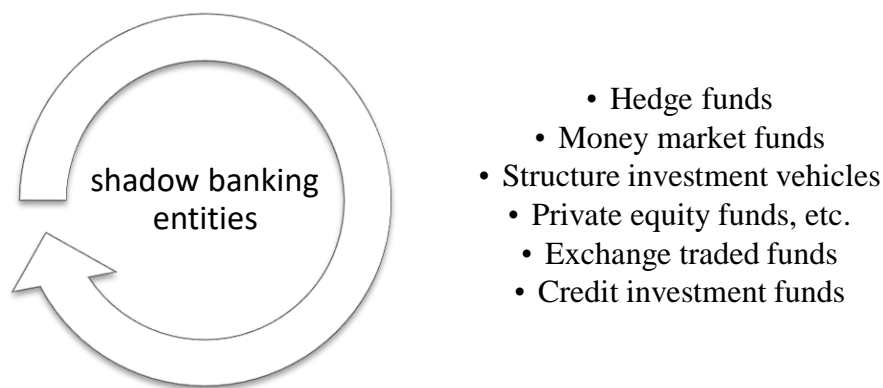 shadow banking
entities
• Hedge funds
• Money market funds
• Structure investment vehicles
• Private equity funds, etc.
• Exchange traded funds
• Credit investment funds